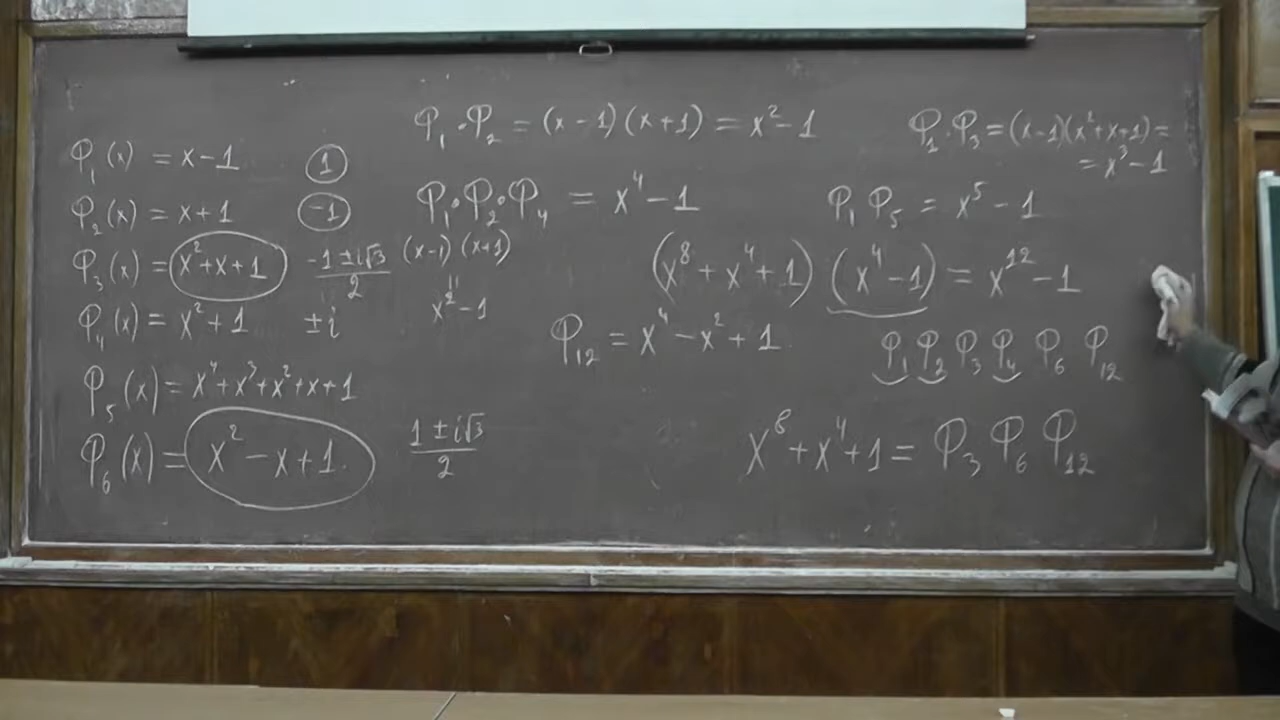 φ₁(x) = x-1 ①
φ₂(x) = x+1 (-1)
φ₃(x) = x²+x+1 (-1±i√3)/2 (x-1)(x+1)
φ₄(x) = x²+1 ±i x²-1
φ₅(x) = x⁴+x³+x²+x+1
φ₆(x) = x²-x+1. (1±i√3)/2
φ₁·φ₂ = (x-1)(x+1) = x²-1
φ₁·φ₂·φ₄ = x⁴-1
φ₁·φ₃ = (x-1)(x²+x+1) =
= x³-1
φ₁φ₅ = x⁵-1
(x⁸+x⁴+1)(x⁴-1) = x¹²-1
φ₁₂ = x⁴-x²+1.
φ₁ φ₂ φ₃ φ₄ φ₆ φ₁₂
x⁸+x⁴+1 = φ₃ φ₆ φ₁₂